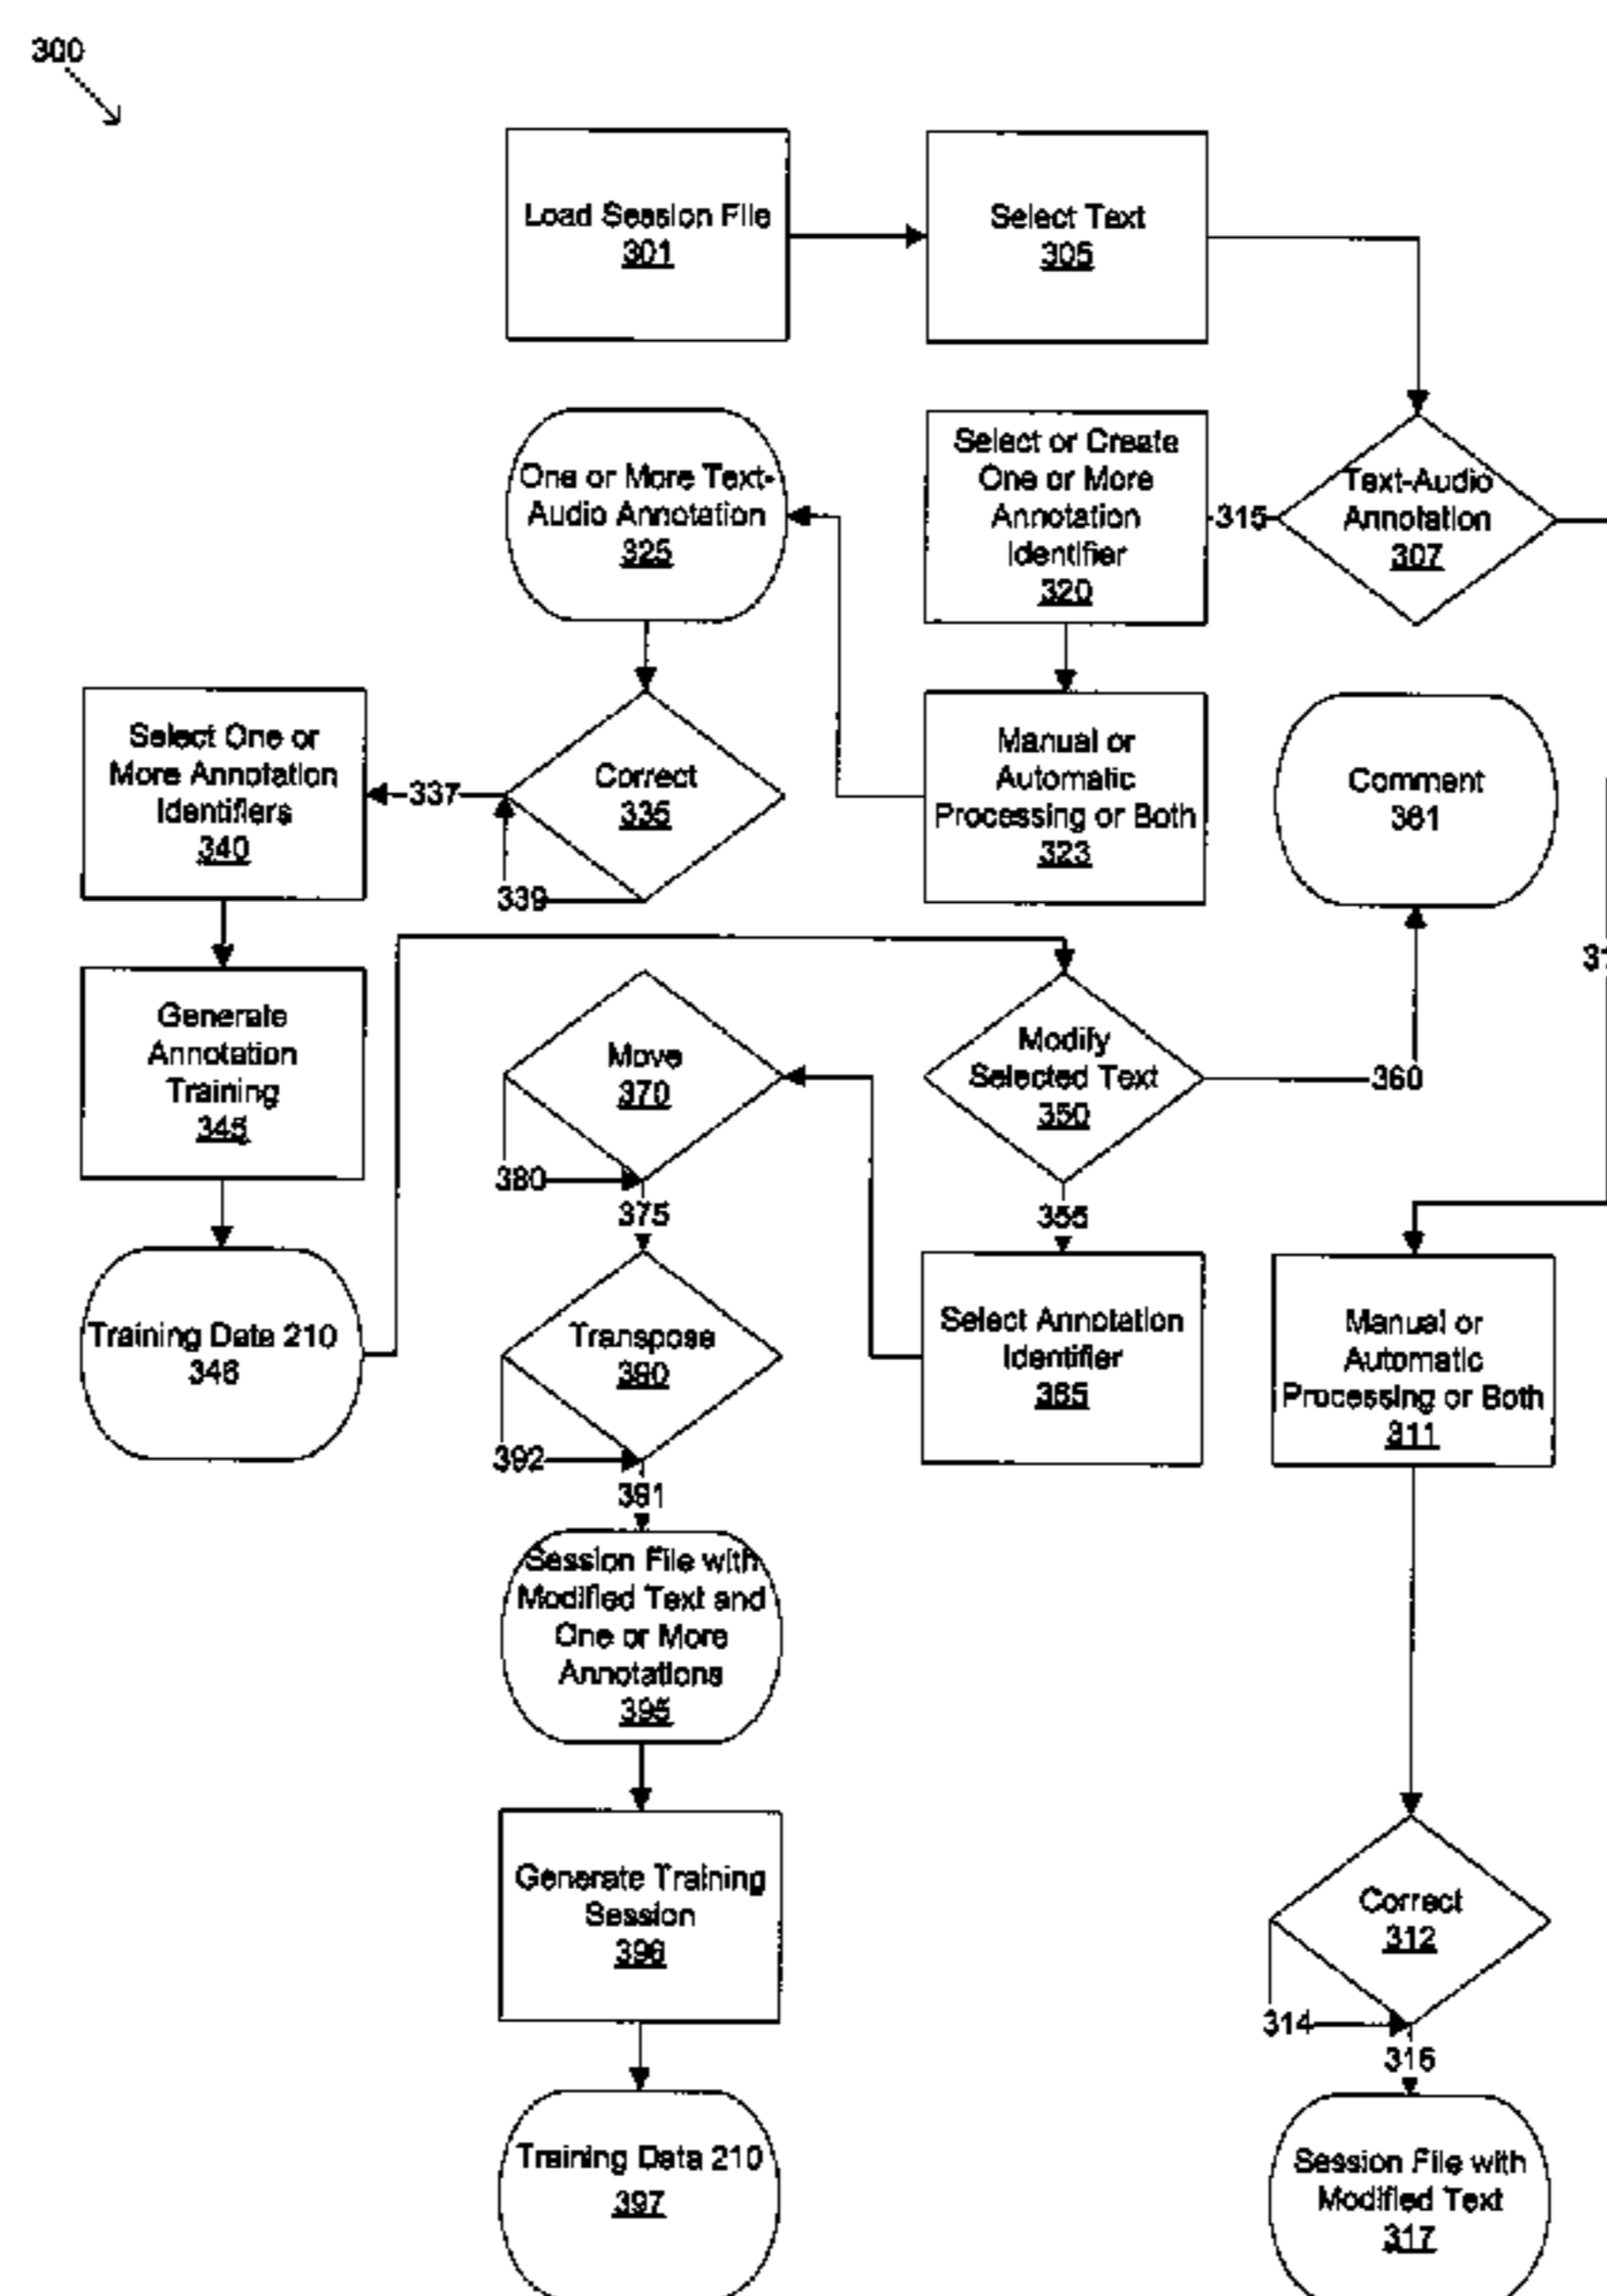 300
Load Session File
301
Select Text
305
One or More Text-
Audio Annotation
325
Select or Create
One or More
Annotation
Identifier
320
315
Text-Audio
Annotation
307
Select One or
More Annotation
Identifiers
340
337
Correct
335
339
Manual or
Automatic
Processing or Both
323
Comment
361
Generate
Annotation
Training
345
Move
370
380
375
Modify
Selected Text
350
360
355
Training Data 210
346
Transpose
390
392
391
Select Annotation
Identifier
365
Manual or
Automatic
Processing or Both
311
Session File with
Modified Text and
One or More
Annotations
395
Generate Training
Session
396
Correct
312
314
316
Training Data 210
397
Session File with
Modified Text
317